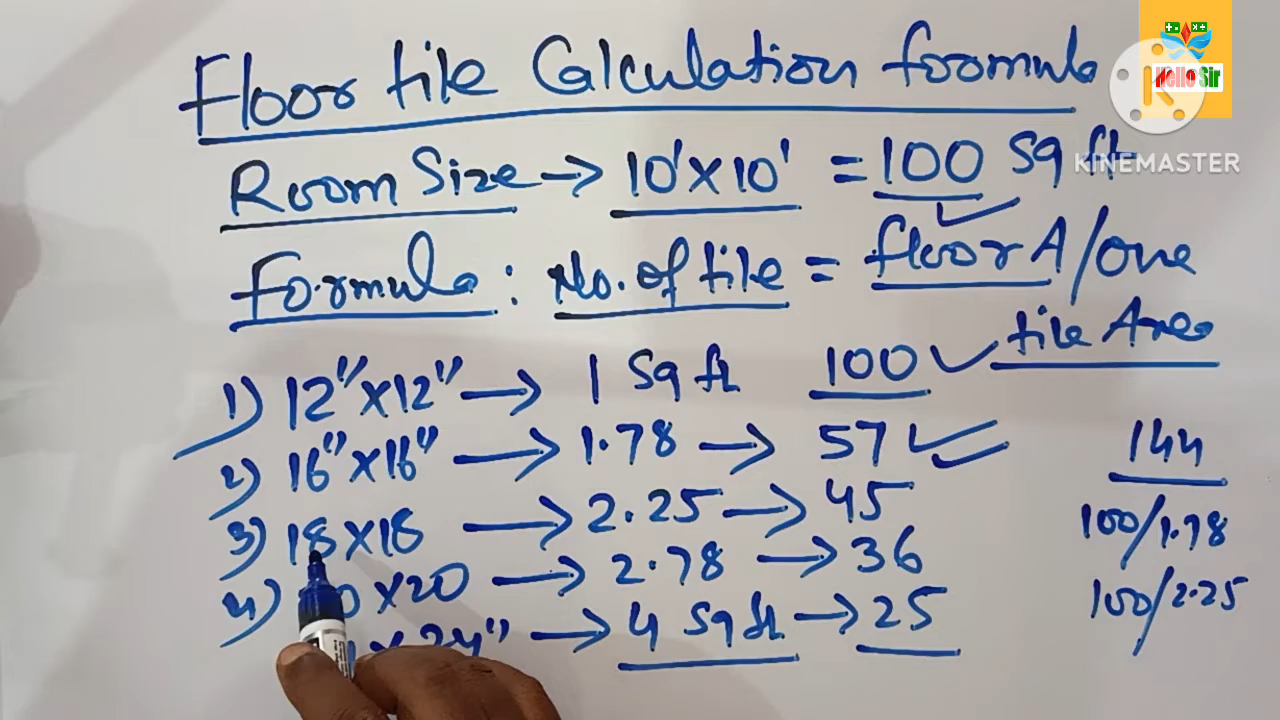 Floor tile Calculation foormula
Hello Sir
KINEMASTER
Room Size → 10'x10' = 100 Sq ft
Formula: No. of tile = floor A/one
tile Area
1) 12"x12" → 1 Sq ft 100 ✓
2) 16"x16" → 1.78 → 57 ✓
144
3) 18x18 → 2.25 → 45
100/1.78
4) 20 x20 → 2.78 → 36
100/2.25
x 24" → 4 Sq ft → 25